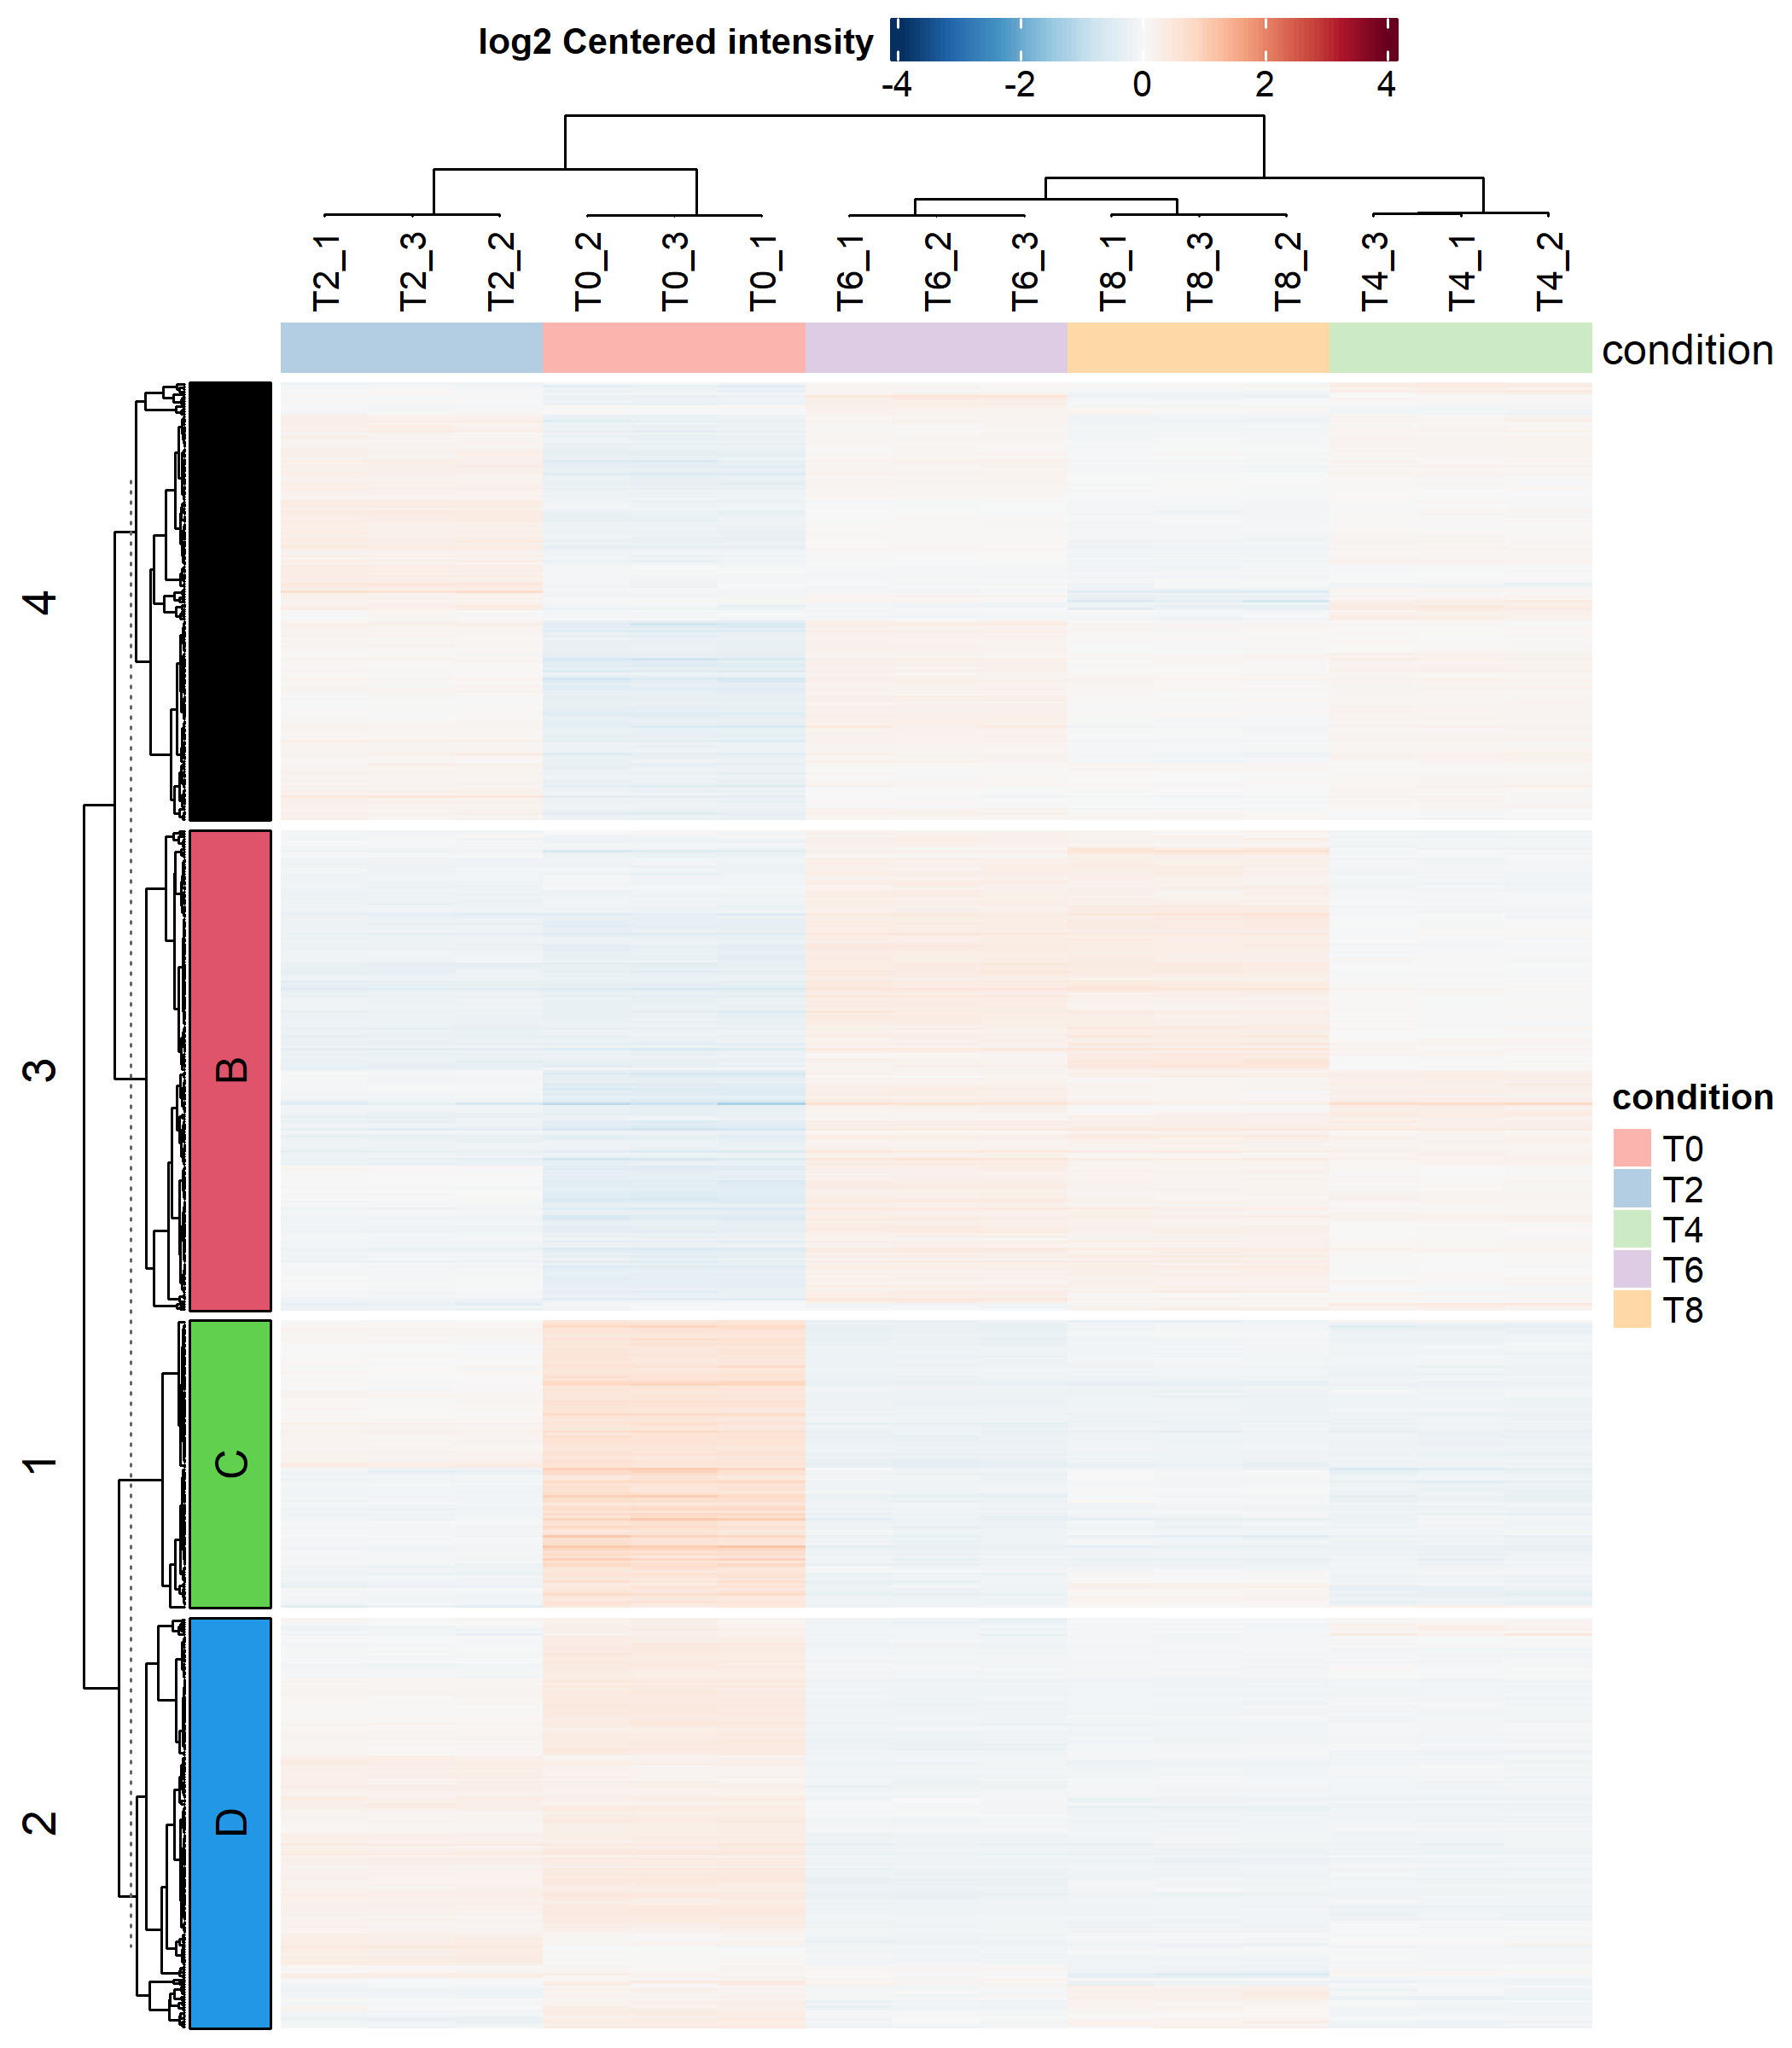 log2 Centered intensity
-4 -2 0 2 4
T2_1 T2_3 T2_2 T0_2 T0_3 T0_1 T6_1 T6_2 T6_3 T8_1 T8_3 T8_2 T4_3 T4_1 T4_2
condition
4
3
B
1
C
2
D
condition
T0
T2
T4
T6
T8